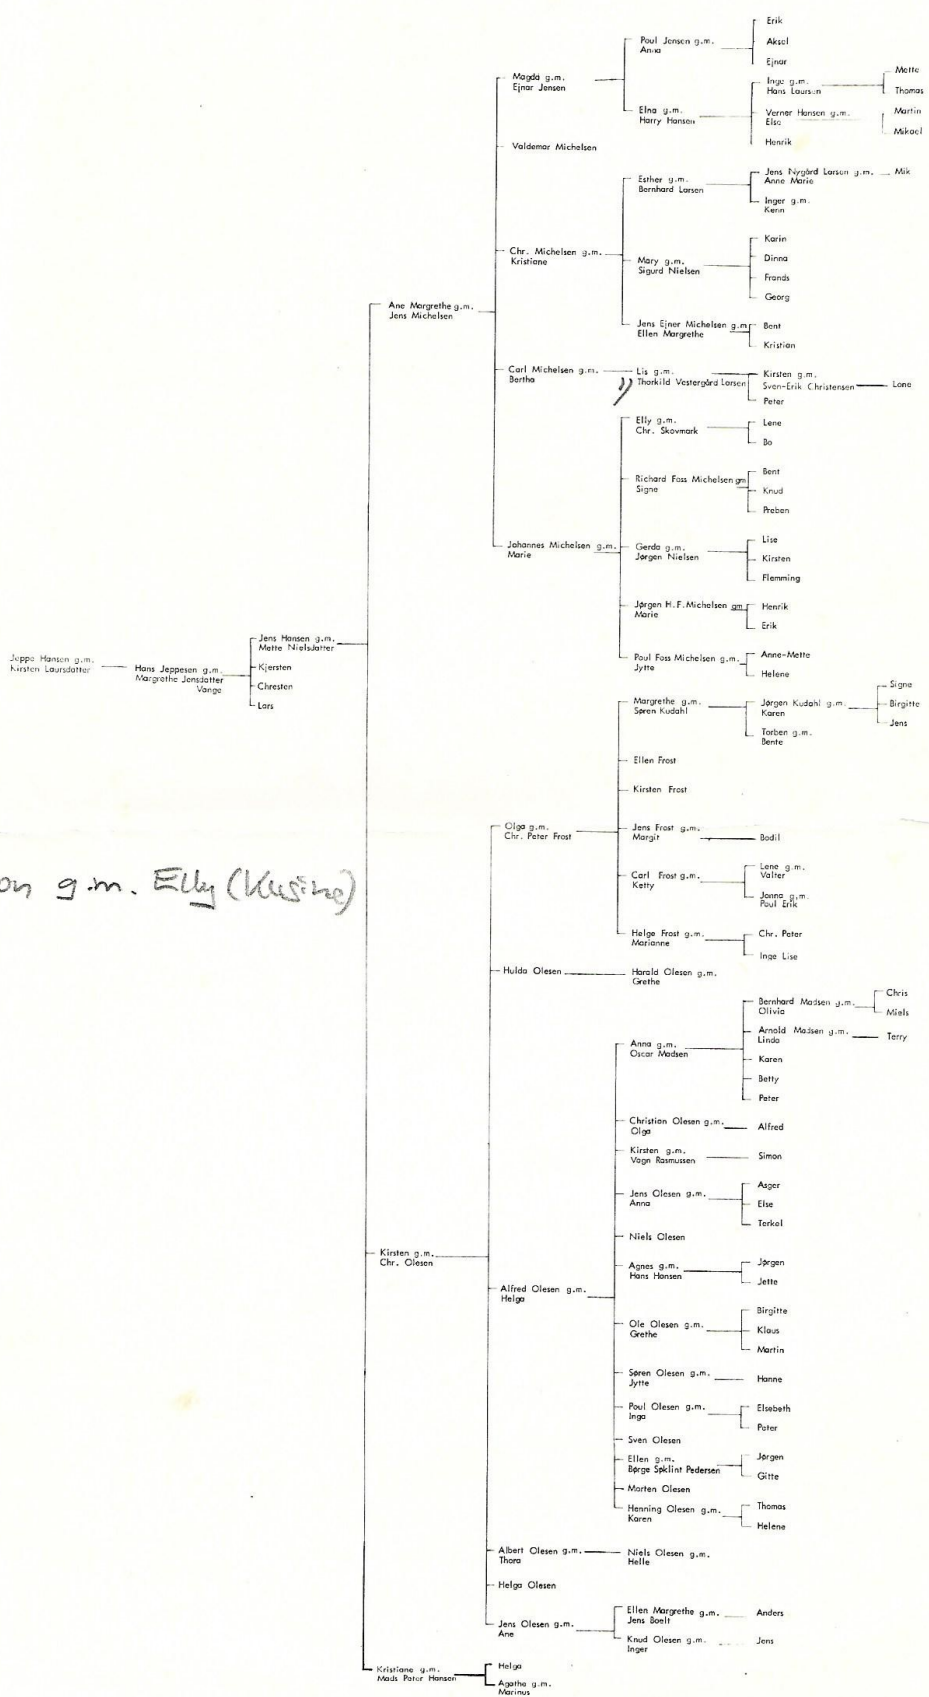 Jeppe Hansen g.m.
Kirsten Laursdatter
Hans Jeppesen g.m.
Margrethe Jensdatter
Vange
Jens Hansen g.m.
Mette Nielsdatter
Kjersten
Chresten
Lars
Ane Margrethe g.m.
Jens Michelsen
Magda g.m.
Ejnar Jensen
Poul Jensen g.m.
Anna
Erik
Aksel
Ejnar
Elna g.m.
Harry Hansen
Inge g.m.
Hans Laursen
Mette
Thomas
Verner Hansen g.m.
Else
Martin
Mikael
Henrik
Valdemar Michelsen
Chr. Michelsen g.m.
Kristiane
Esther g.m.
Bernhard Larsen
Jens Nygård Larsen g.m.
Anne Marie
Mik
Inger g.m.
Kenn
Mary g.m.
Sigurd Nielsen
Karin
Dinna
Frands
Georg
Jens Ejner Michelsen g.m
Ellen Margrethe
Bent
Kristian
Carl Michelsen g.m.
Bertha
Lis g.m.
Thorkild Vestergård Larsen
Kirsten g.m.
Sven-Erik Christensen
Lone
Peter
Johannes Michelsen g.m.
Marie
Elly g.m.
Chr. Skovmark
Lene
Bo
Richard Foss Michelsen gm
Signe
Bent
Knud
Preben
Gerda g.m.
Jørgen Nielsen
Lise
Kirsten
Flemming
Jørgen H.F.Michelsen gm
Marie
Henrik
Erik
Poul Foss Michelsen g.m.
Jytte
Anne-Mette
Helene
on g.m. Elly (Kusine)
Kirsten g.m.
Chr. Olesen
Olga g.m.
Chr. Peter Frost
Margrethe g.m.
Søren Kudahl
Jørgen Kudahl g.m.
Karen
Signe
Birgitte
Jens
Torben g.m.
Bente
Ellen Frost
Kirsten Frost
Jens Frost g.m.
Margit
Bodil
Carl Frost g.m.
Ketty
Lene g.m.
Valter
Jonna g.m.
Poul Erik
Helge Frost g.m.
Marianne
Chr. Peter
Inge Lise
Hulda Olesen
Harald Olesen g.m.
Grethe
Alfred Olesen g.m.
Helga
Anna g.m.
Oscar Madsen
Bernhard Madsen g.m.
Olivia
Chris
Miels
Arnold Madsen g.m.
Linda
Terry
Karen
Betty
Peter
Christian Olesen g.m.
Olga
Alfred
Kirsten g.m.
Vagn Rasmussen
Simon
Jens Olesen g.m.
Anna
Asger
Else
Terkel
Niels Olesen
Agnes g.m.
Hans Hansen
Jørgen
Jette
Ole Olesen g.m.
Grethe
Birgitte
Klaus
Martin
Søren Olesen g.m.
Jytte
Hanne
Poul Olesen g.m.
Inga
Elsebeth
Peter
Sven Olesen
Ellen g.m.
Børge Spklint Pedersen
Jørgen
Gitte
Morten Olesen
Henning Olesen g.m.
Karen
Thomas
Helene
Albert Olesen g.m.
Thora
Niels Olesen g.m.
Helle
Helga Olesen
Jens Olesen g.m.
Ane
Ellen Margrethe g.m.
Jens Boelt
Anders
Knud Olesen g.m.
Inger
Jens
Kristiane g.m.
Mads Peter Hansen
Helga
Agathe g.m.
Marinus